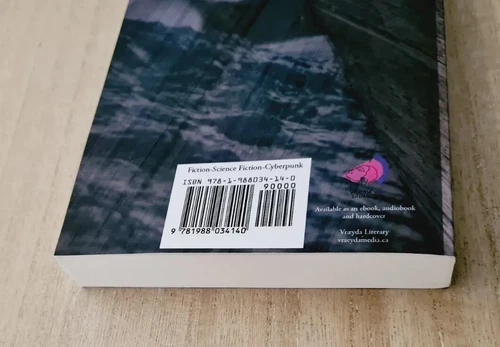 Fiction-Science Fiction-Cyberpunk
ISBN 978-1-988034-14-0
90000
9 781988 034140
Available as an ebook, audiobook
and hardcover
Vrayda Literary
vraydamedia.ca